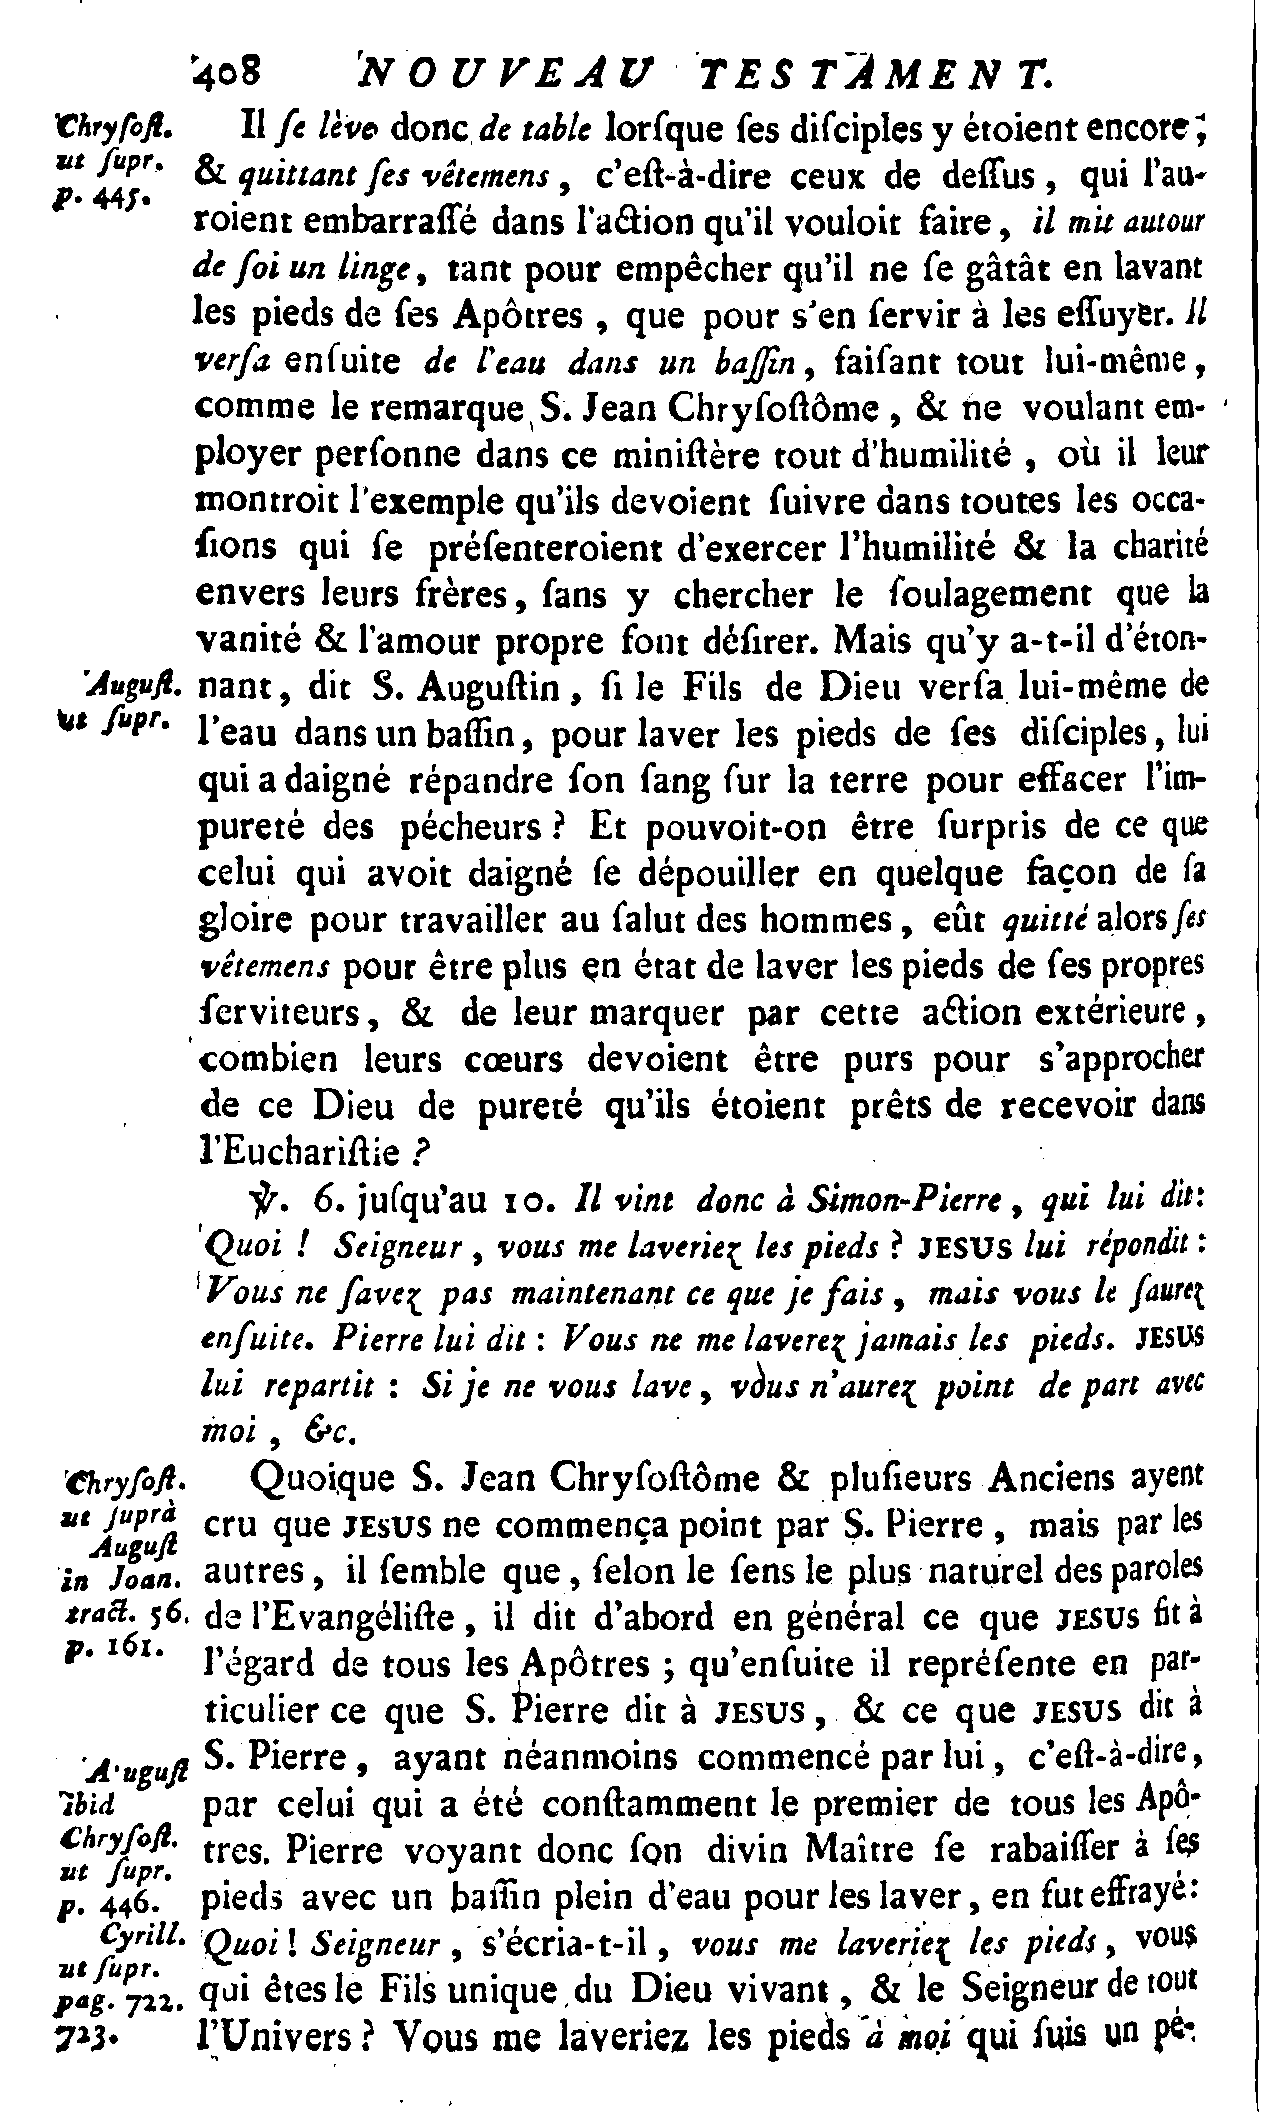 408 NOUVEAU TESTAMENT.
Chryſoſt.
ut ſupr.
p. 445.
Il ſe lève donc de table lorſque ſes diſciples y étoient encore ;
& quittant ſes vêtemens, c'eſt-à-dire ceux de deſſus, qui l'au-
roient embarraſſé dans l'action qu'il vouloit faire, il mit autour
de ſoi un linge, tant pour empêcher qu'il ne ſe gâtât en lavant
les pieds de ſes Apôtres, que pour s'en ſervir à les eſſuyer. Il
verſa enſuite de l'eau dans un baſſin, faiſant tout lui-même,
comme le remarque S. Jean Chryſoſtôme, & ne voulant em-
ployer perſonne dans ce miniſtère tout d'humilité, où il leur
montroit l'exemple qu'ils devoient ſuivre dans toutes les occa-
ſions qui ſe préſenteroient d'exercer l'humilité & la charité
envers leurs frères, ſans y chercher le ſoulagement que la
vanité & l'amour propre font déſirer. Mais qu'y a-t-il d'éton-
Auguſt.
ut ſupr.
nant, dit S. Auguſtin, ſi le Fils de Dieu verſa lui-même de
l'eau dans un baſſin, pour laver les pieds de ſes diſciples, lui
qui a daigné répandre ſon ſang ſur la terre pour effacer l'im-
pureté des pécheurs ? Et pouvoit-on être ſurpris de ce que
celui qui avoit daigné ſe dépouiller en quelque façon de ſa
gloire pour travailler au ſalut des hommes, eût quitté alors ſes
vêtemens pour être plus en état de laver les pieds de ſes propres
ſerviteurs, & de leur marquer par cette action extérieure,
combien leurs cœurs devoient être purs pour s'approcher
de ce Dieu de pureté qu'ils étoient prêts de recevoir dans
l'Euchariſtie ?
℣. 6. juſqu'au 10. Il vint donc à Simon-Pierre, qui lui dit :
Quoi ! Seigneur, vous me laveriez les pieds ? JESUS lui répondit :
Vous ne ſavez pas maintenant ce que je fais, mais vous le ſaurez
enſuite. Pierre lui dit : Vous ne me laverez jamais les pieds. JESUS
lui repartit : Si je ne vous lave, vous n'aurez point de part avec
moi, &c.
Chryſoſt.
ut ſuprà
Auguſt
in Joan.
tract. 56.
p. 161.
Quoique S. Jean Chryſoſtôme & pluſieurs Anciens ayent
cru que JESUS ne commença point par S. Pierre, mais par les
autres, il ſemble que, ſelon le ſens le plus naturel des paroles
de l'Evangéliſte, il dit d'abord en général ce que JESUS fit à
l'égard de tous les Apôtres ; qu'enſuite il repréſente en par-
ticulier ce que S. Pierre dit à JESUS, & ce que JESUS dit à
S. Pierre, ayant néanmoins commencé par lui, c'eſt-à-dire,
par celui qui a été conſtamment le premier de tous les Apô-
tres. Pierre voyant donc ſon divin Maître ſe rabaiſſer à ſes
pieds avec un baſſin plein d'eau pour les laver, en fut effrayé :
Quoi ! Seigneur, s'écria-t-il, vous me laveriez les pieds, vous
qui êtes le Fils unique du Dieu vivant, & le Seigneur de tout
l'Univers ? Vous me laveriez les pieds à moi qui ſuis un pé-
Auguſt
ibid
Chryſoſt.
ut ſupr.
p. 446.
Cyrill.
ut ſupr.
pag. 722.
723.